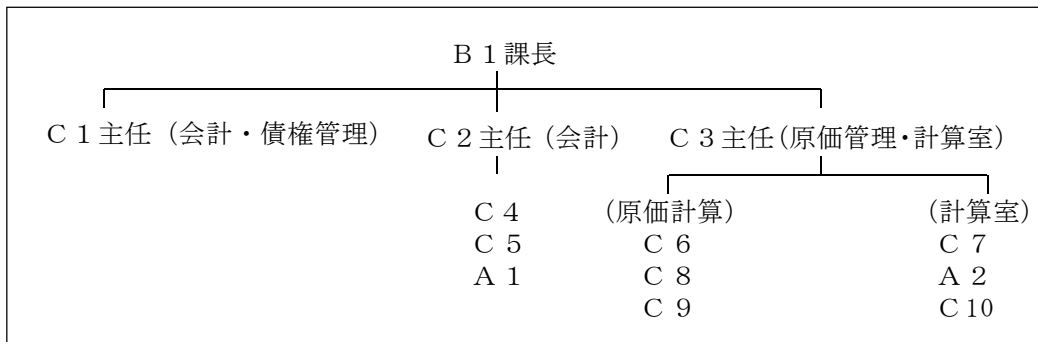 B1課長
C1主任（会計・債権管理） C2主任（会計） C3主任(原価管理・計算室)
C4 (原価計算) (計算室)
C5 C6 C7
A1 C8 A2
C9 C10